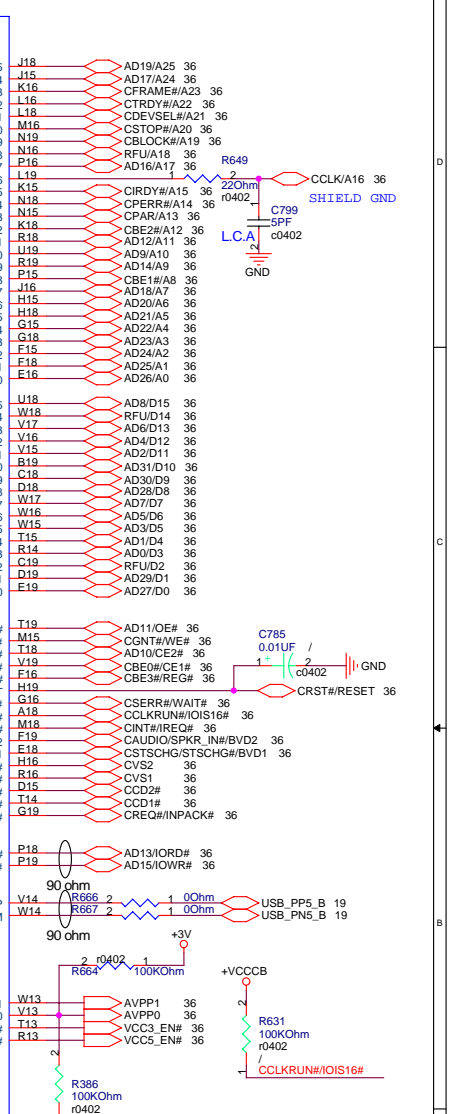 J18 AD19/A25 36
J15 AD17/A24 36
K16 CFRAME#/A23 36
L16 CTRDY#/A22 36
L18 CDEVSEL#/A21 36
M16 CSTOP#/A20 36
N19 CBLOCK#/A19 36
N16 RFU/A18 36
P16 AD16/A17 36
R649
L19 1 2 CCLK/A16 36
22Ohm
r0402
SHIELD GND
K15 CIRDY#/A15 36
N18 CPERR#/A14 36
N15 CPAR/A13 36
K18 CBE2#/A12 36
R18 AD12/A11 36
U19 AD9/A10 36
R19 AD14/A9 36
P15 CBE1#/A8 36
J16 AD18/A7 36
H15 AD20/A6 36
H18 AD21/A5 36
G15 AD22/A4 36
G18 AD23/A3 36
F15 AD24/A2 36
F18 AD25/A1 36
E16 AD26/A0 36
1
C799
5PF
c0402
2
L.C.A
GND
D
U18 AD8/D15 36
W18 RFU/D14 36
V17 AD6/D13 36
V16 AD4/D12 36
V15 AD2/D11 36
B19 AD31/D10 36
C18 AD30/D9 36
D18 AD28/D8 36
W17 AD7/D7 36
W16 AD5/D6 36
W15 AD3/D5 36
T15 AD1/D4 36
R14 AD0/D3 36
C19 RFU/D2 36
D19 AD29/D1 36
E19 AD27/D0 36
C
T19 AD11/OE# 36
M15 CGNT#/WE# 36
T18 AD10/CE2# 36
V19 CBE0#/CE1# 36
F16 CBE3#/REG# 36
H19 CRST#/RESET 36
C785
0.01UF /
1 + 2
c0402
GND
G16 CSERR#/WAIT# 36
A18 CCLKRUN#/IOIS16# 36
M18 CINT#/IREQ# 36
F19 CAUDIO/SPKR_IN#/BVD2 36
E18 CSTSCHG/STSCHG#/BVD1 36
H16 CVS2 36
R16 CVS1 36
D15 CCD2# 36
T14 CCD1# 36
G19 CREQ#/INPACK# 36
P18 AD13/IORD# 36
P19 AD15/IOWR# 36
90 ohm
V14 R666 2 1 0Ohm USB_PP5_B 19
W14 R667 2 1 0Ohm USB_PN5_B 19
90 ohm
B
+3V
2 r0402 1
R664 100KOhm
+VCCCB
W13 AVPP1 36
V13 AVPP0 36
T13 VCC3_EN# 36
R13 VCC5_EN# 36
2
R631
100KOhm
r0402
/
1
CCLKRUN#/IOIS16#
2
R386
100KOhm
r0402